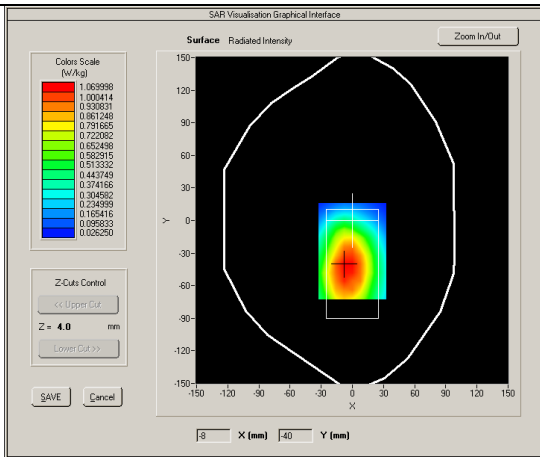 SAR Visualisation Graphical Interface
Surface Radiated Intensity
Zoom In/Out
Colors Scale
(W/kg)
1.069998
1.000414
0.930831
0.861248
0.791665
0.722082
0.652498
0.582915
0.513332
0.443749
0.374166
0.304582
0.234999
0.165416
0.095833
0.026250
Z-Cuts Control
<< Upper Cut
Z = 4.0 mm
Lower Cut >>
SAVE
Cancel
Y
150
120
90
60
30
0
-30
-60
-90
-120
-150
-150 -120 -90 -60 -30 0 30 60 90 120 150
X
-8 X (mm) -40 Y (mm)